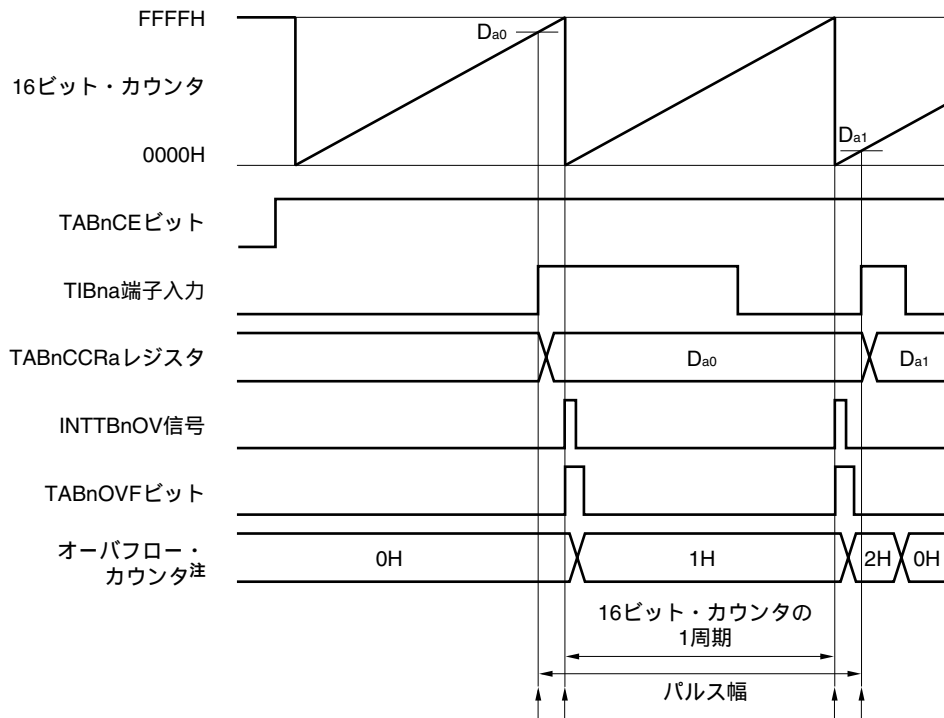 FFFFH
Da0
16ビット・カウンタ
Da1
0000H
TABnCEビット
TIBna端子入力
TABnCCRaレジスタ
Da0
Da1
INTTBnOV信号
TABnOVFビット
オーバフロー・
カウンタ注
0H
1H
2H
0H
16ビット・カウンタの
1周期
パルス幅